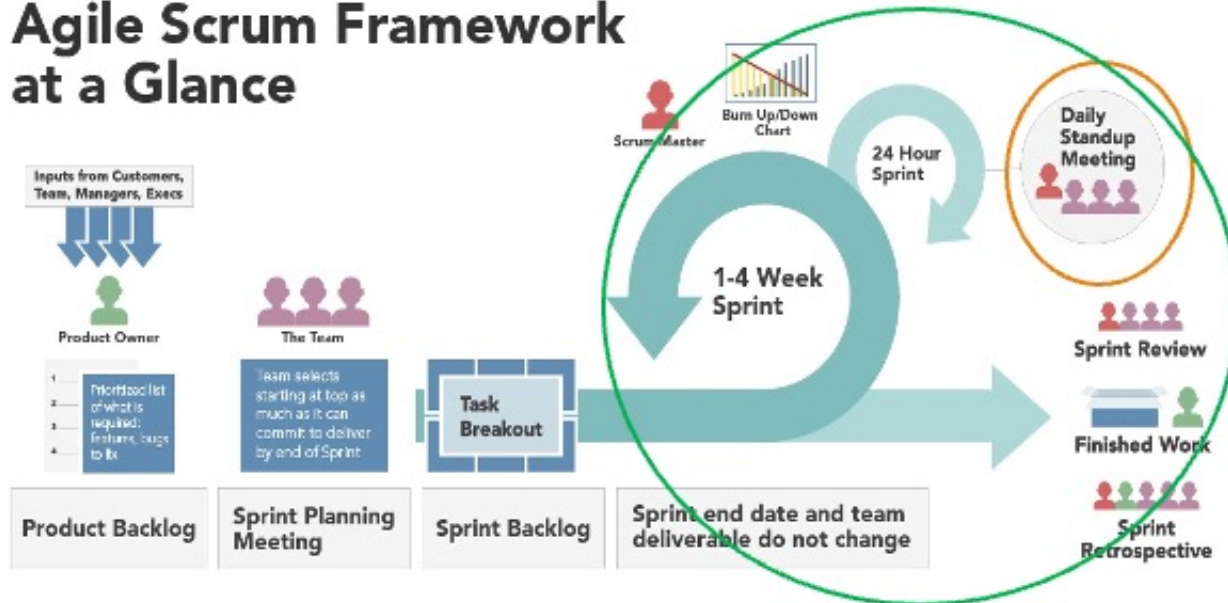 Agile Scrum Framework
at a Glance
Inputs from Customers,
Team, Managers, Execs
Product Owner
1
2
3
4
Prioritized list
of what is
required:
features, bugs
to fix
The Team
Team selects
starting at top as
much as it can
commit to deliver
by end of Sprint
Task
Breakout
Scrum Master
Burn Up/Down
Chart
24 Hour
Sprint
Daily
Standup
Meeting
1-4 Week
Sprint
Sprint Review
Finished Work
Sprint
Retrospective
Product Backlog
Sprint Planning
Meeting
Sprint Backlog
Sprint end date and team
deliverable do not change